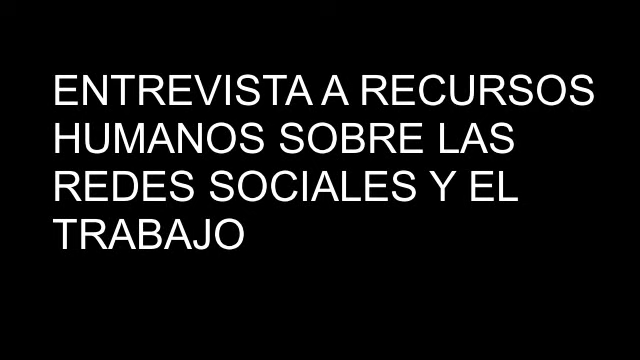 ENTREVISTA A RECURSOS
HUMANOS SOBRE LAS
REDES SOCIALES Y EL
TRABAJO